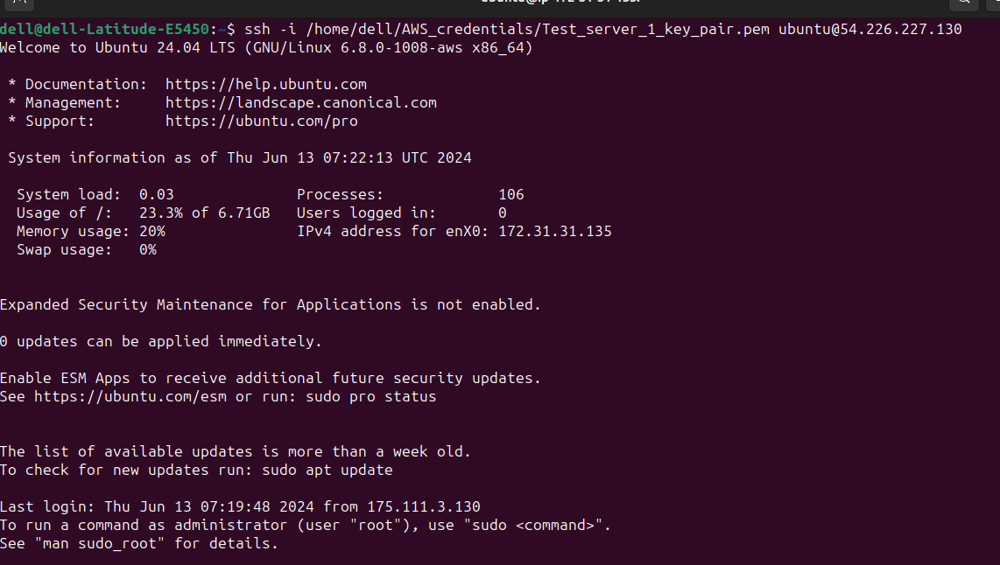 dell@dell-Latitude-E5450:~$ ssh -i /home/dell/AWS_credentials/Test_server_1_key_pair.pem ubuntu@54.226.227.130
Welcome to Ubuntu 24.04 LTS (GNU/Linux 6.8.0-1008-aws x86_64)
* Documentation:  https://help.ubuntu.com
* Management:     https://landscape.canonical.com
* Support:        https://ubuntu.com/pro
System information as of Thu Jun 13 07:22:13 UTC 2024
System load:  0.03              Processes:             106
Usage of /:   23.3% of 6.71GB   Users logged in:       0
Memory usage: 20%               IPv4 address for enX0: 172.31.31.135
Swap usage:   0%
Expanded Security Maintenance for Applications is not enabled.
0 updates can be applied immediately.
Enable ESM Apps to receive additional future security updates.
See https://ubuntu.com/esm or run: sudo pro status
The list of available updates is more than a week old.
To check for new updates run: sudo apt update
Last login: Thu Jun 13 07:19:48 2024 from 175.111.3.130
To run a command as administrator (user "root"), use "sudo <command>".
See "man sudo_root" for details.